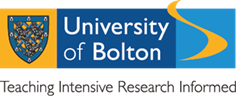 University
of Bolton
Teaching Intensive Research Informed